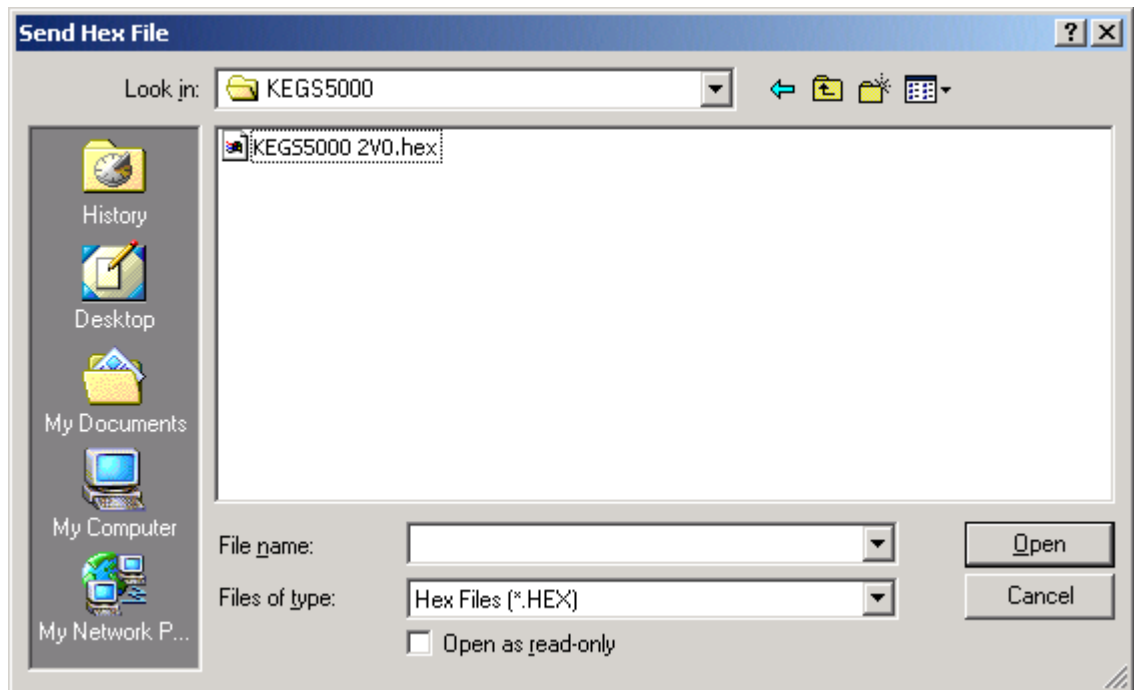 Send Hex File
Look in: KEGS5000
KEGS5000 2V0.hex
History
Desktop
My Documents
My Computer
My Network P...
File name:
Open
Files of type: Hex Files (*.HEX)
Cancel
Open as read-only